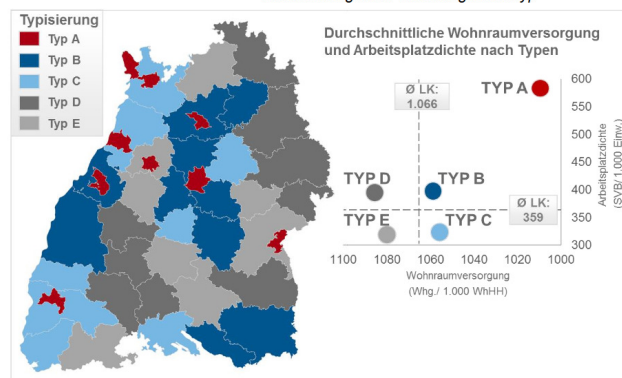 Typisierung
Typ A
Typ B
Typ C
Typ D
Typ E
Durchschnittliche Wohnraumversorgung
und Arbeitsplatzdichte nach Typen
Ø LK:
1.066
TYP A
TYP D
TYP B
TYP E
TYP C
Ø LK:
359
600
550
500
450
400
350
300
Arbeitsplatzdichte
(SVB/ 1.000 Einw.)
1100
1080
1060
1040
1020
1000
Wohnraumversorgung
(Whg./ 1.000 WhHH)